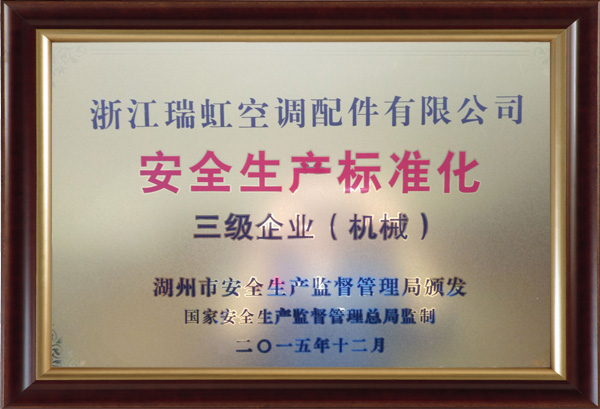 浙江瑞虹空调配件有限公司
安全生产标准化
三级企业（机械）
湖州市安全生产监督管理局颁发
国家安全生产监督管理总局监制
二〇一五年十二月